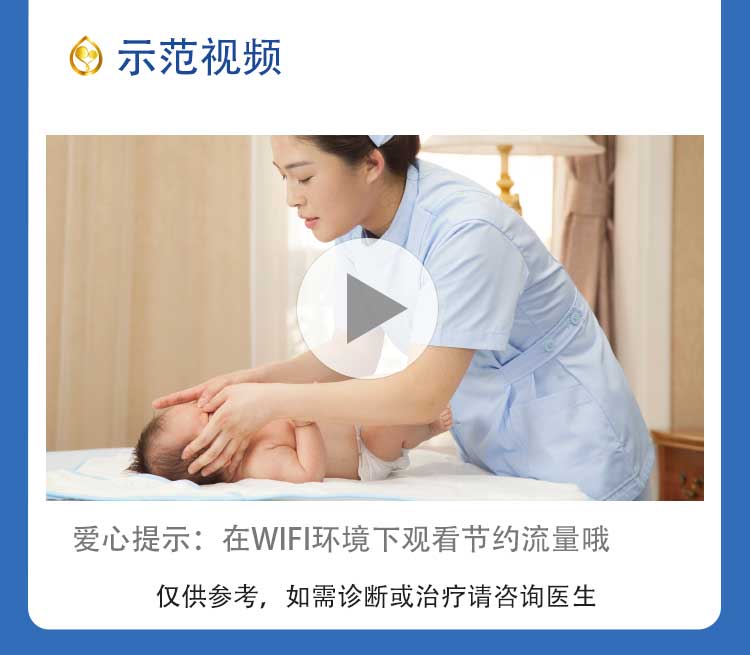 示范视频
爱心提示：在WIFI环境下观看节约流量哦
仅供参考，如需诊断或治疗请咨询医生